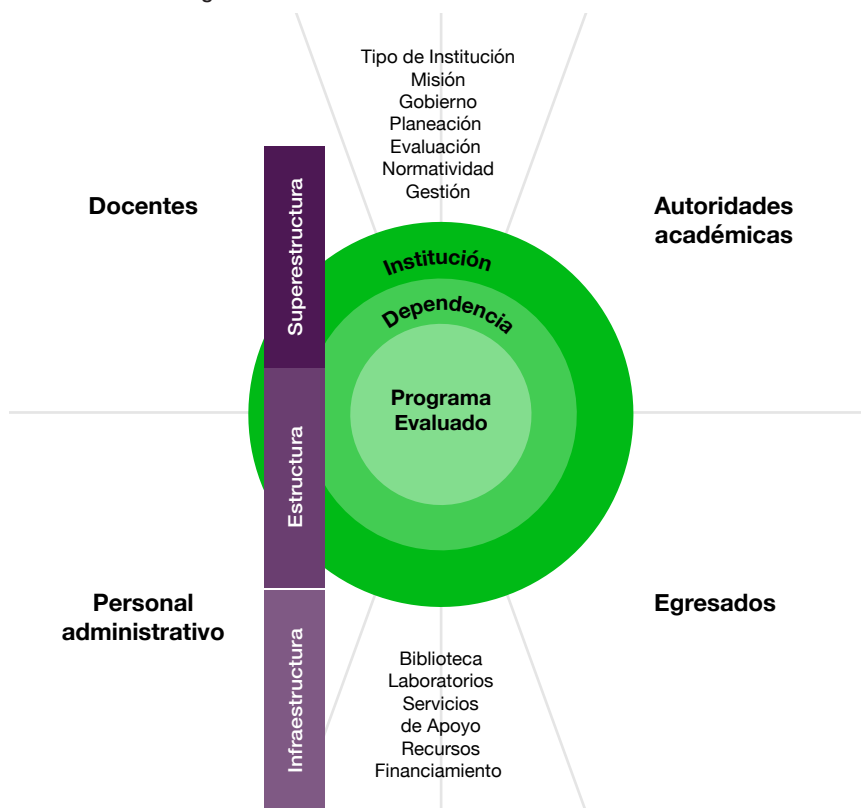 Tipo de Institución
Misión
Gobierno
Planeación
Evaluación
Normatividad
Gestión
Docentes
Superestructura
Autoridades
académicas
Institución
Dependencia
Programa
Evaluado
Estructura
Personal
administrativo
Egresados
Infraestructura
Biblioteca
Laboratorios
Servicios
de Apoyo
Recursos
Financiamiento